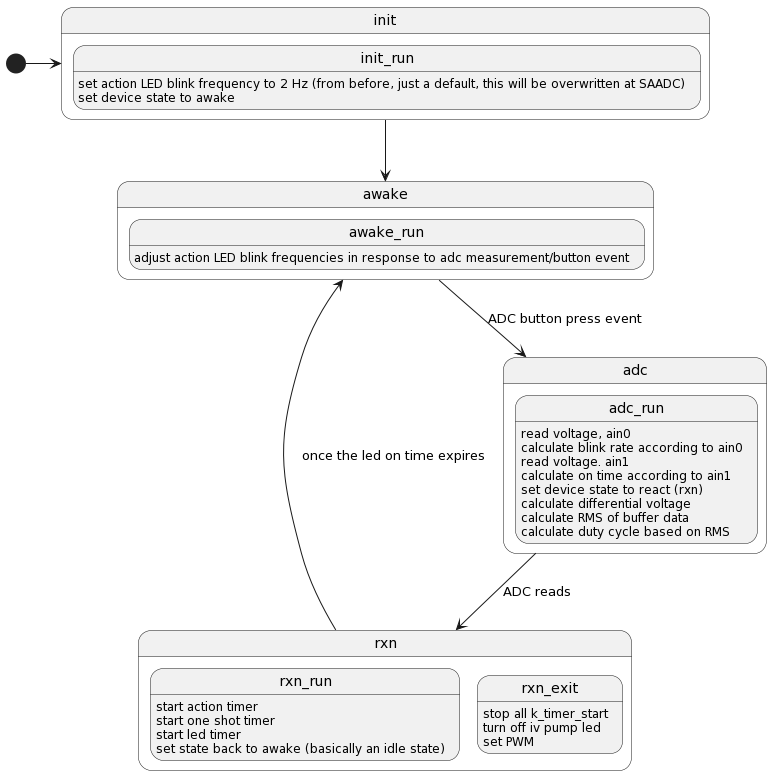 init
init_run
set action LED blink frequency to 2 Hz (from before, just a default, this will be overwritten at SAADC)
set device state to awake
awake
awake_run
adjust action LED blink frequencies in response to adc measurement/button event
ADC button press event
adc
adc_run
read voltage, ain0
calculate blink rate according to ain0
read voltage. ain1
calculate on time according to ain1
set device state to react (rxn)
calculate differential voltage
calculate RMS of buffer data
calculate duty cycle based on RMS
once the led on time expires
ADC reads
rxn
rxn_run
start action timer
start one shot timer
start led timer
set state back to awake (basically an idle state)
rxn_exit
stop all k_timer_start
turn off iv pump led
set PWM